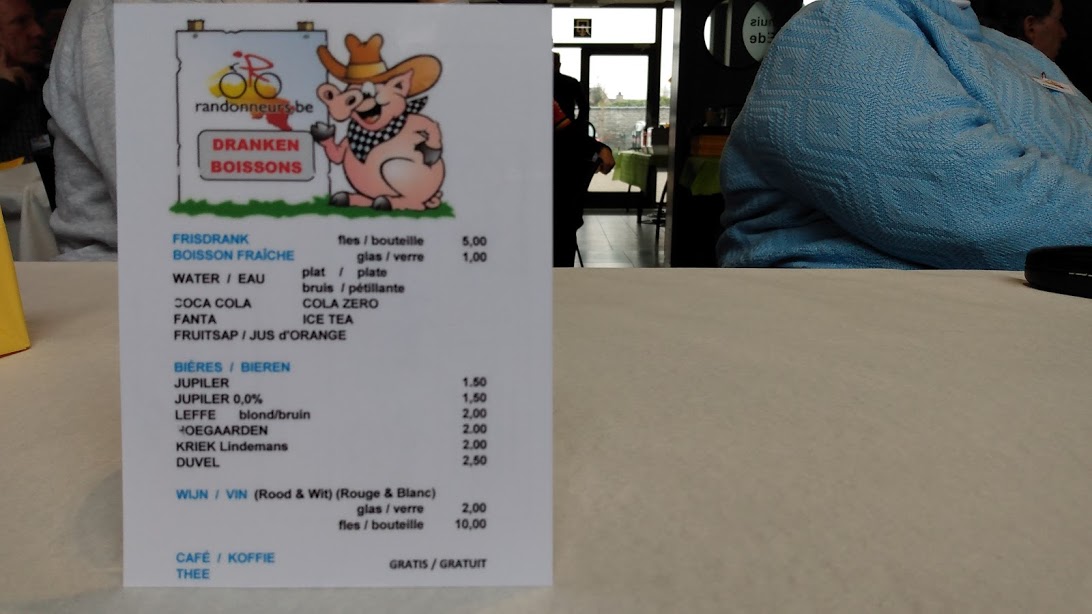 randonneurs.be
DRANKEN
BOISSONS
FRISDRANK fles / bouteille 5,00
BOISSON FRAÎCHE glas / verre 1,00
WATER / EAU plat / plate
bruis / pétillante
COCA COLA COLA ZERO
FANTA ICE TEA
FRUITSAP / JUS d'ORANGE
BIÈRES / BIEREN
JUPILER 1.50
JUPILER 0,0% 1,50
LEFFE blond/bruin 2,00
HOEGAARDEN 2.00
KRIEK Lindemans 2.00
DUVEL 2,50
WIJN / VIN (Rood & Wit) (Rouge & Blanc)
glas / verre 2,00
fles / bouteille 10,00
CAFÉ / KOFFIE GRATIS / GRATUIT
THEE